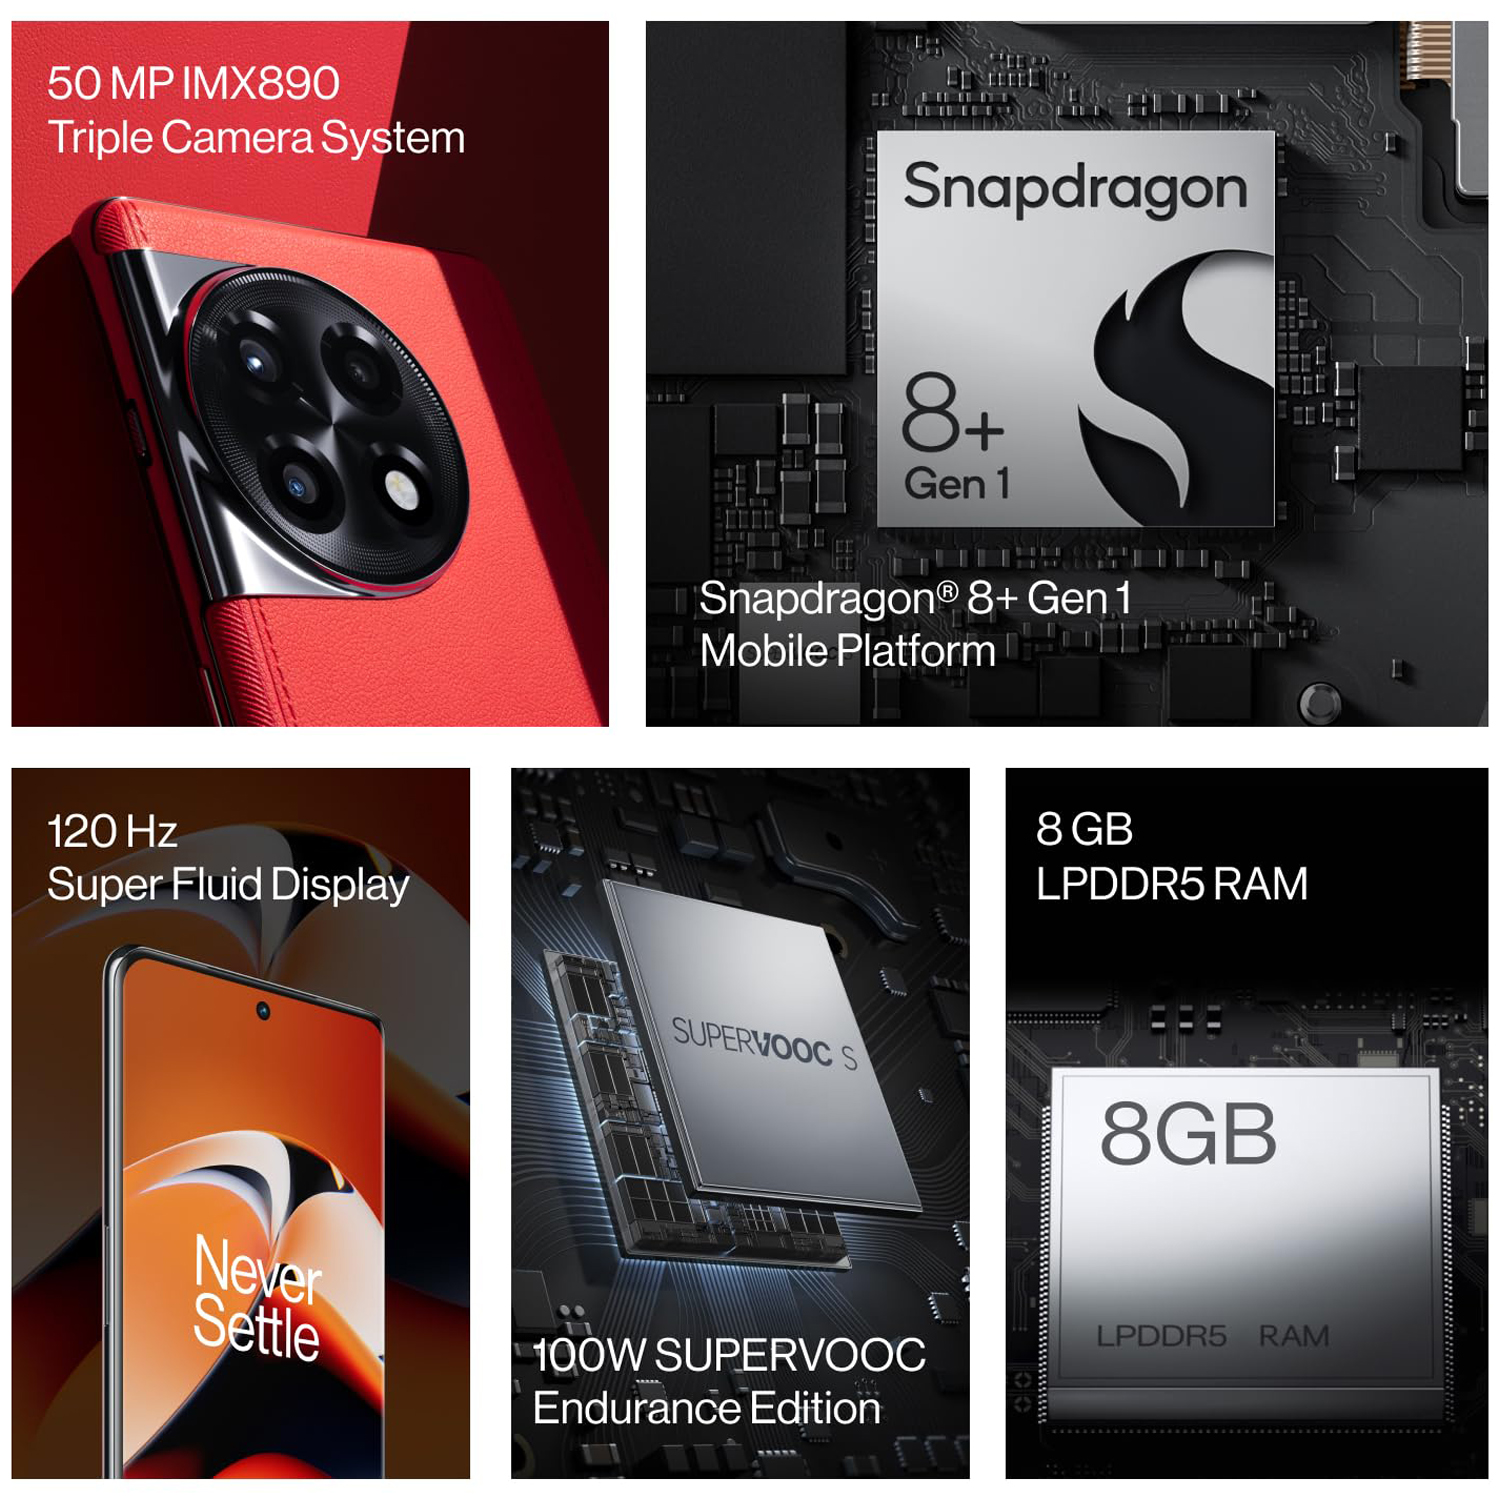 50 MP IMX890
Triple Camera System
Snapdragon
8+
Gen 1
Snapdragon® 8+ Gen 1
Mobile Platform
120 Hz
Super Fluid Display
Never
Settle
SUPERVOOC S
100W SUPERVOOC
Endurance Edition
8 GB
LPDDR5 RAM
8GB
LPDDR5 RAM